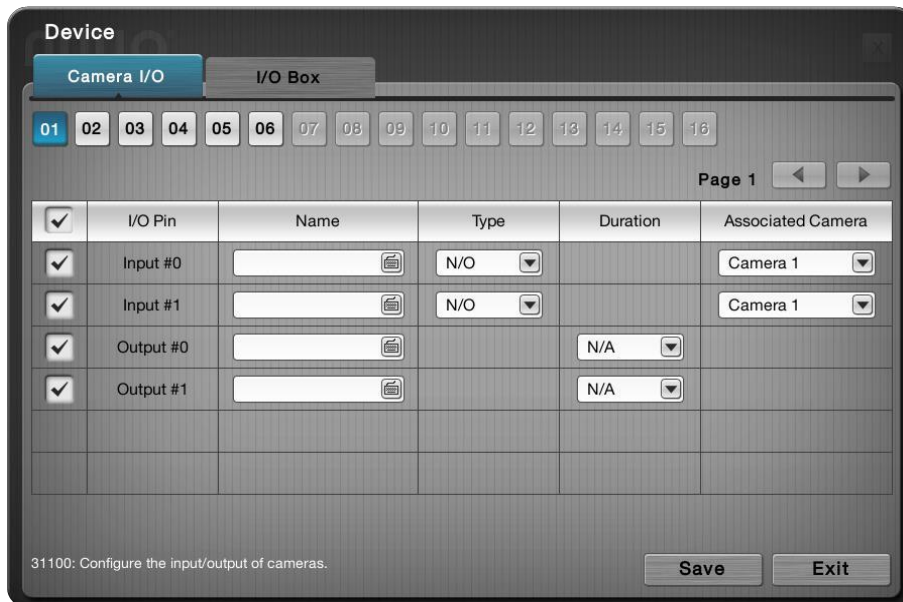 Device
Camera I/O I/O Box
01 02 03 04 05 06 07 08 09 10 11 12 13 14 15 16
Page 1
I/O Pin Name Type Duration Associated Camera
Input #0 N/O Camera 1
Input #1 N/O Camera 1
Output #0 N/A
Output #1 N/A
31100: Configure the input/output of cameras.
Save Exit